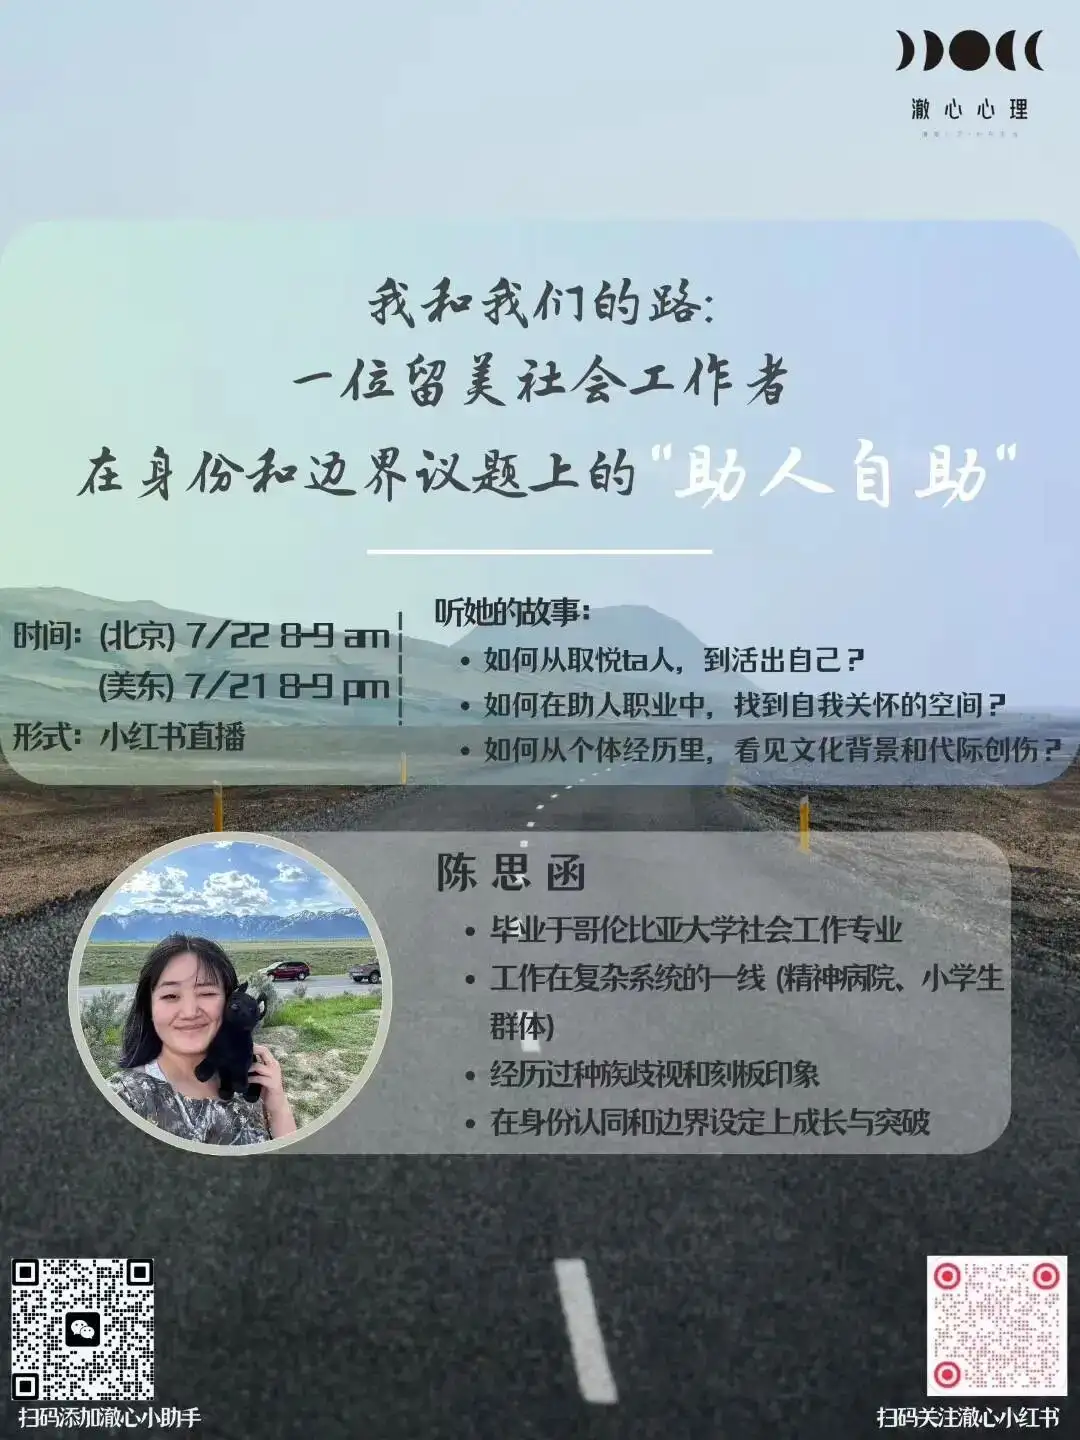 澈心心理
我和我们的路:
一位留美社会工作者
在身份和边界议题上的“助人自助“
时间：(北京) 7/22 8-9 am
(美东) 7/21 8-9 pm
形式：小红书直播
听她的故事：
• 如何从取悦ta人，到活出自己？
• 如何在助人职业中，找到自我关怀的空间？
• 如何从个体经历里，看见文化背景和代际创伤？
陈思函
• 毕业于哥伦比亚大学社会工作专业
• 工作在复杂系统的一线 (精神病院、小学生
群体)
• 经历过种族歧视和刻板印象
• 在身份认同和边界设定上成长与突破
扫码添加澈心小助手
扫码关注澈心小红书